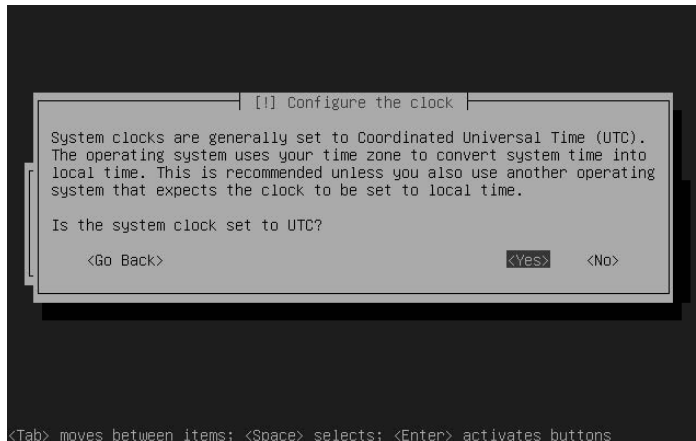 [!] Configure the clock
System clocks are generally set to Coordinated Universal Time (UTC).
The operating system uses your time zone to convert system time into
local time. This is recommended unless you also use another operating
system that expects the clock to be set to local time.
Is the system clock set to UTC?
<Go Back> <Yes> <No>
<Tab> moves between items; <Space> selects; <Enter> activates buttons